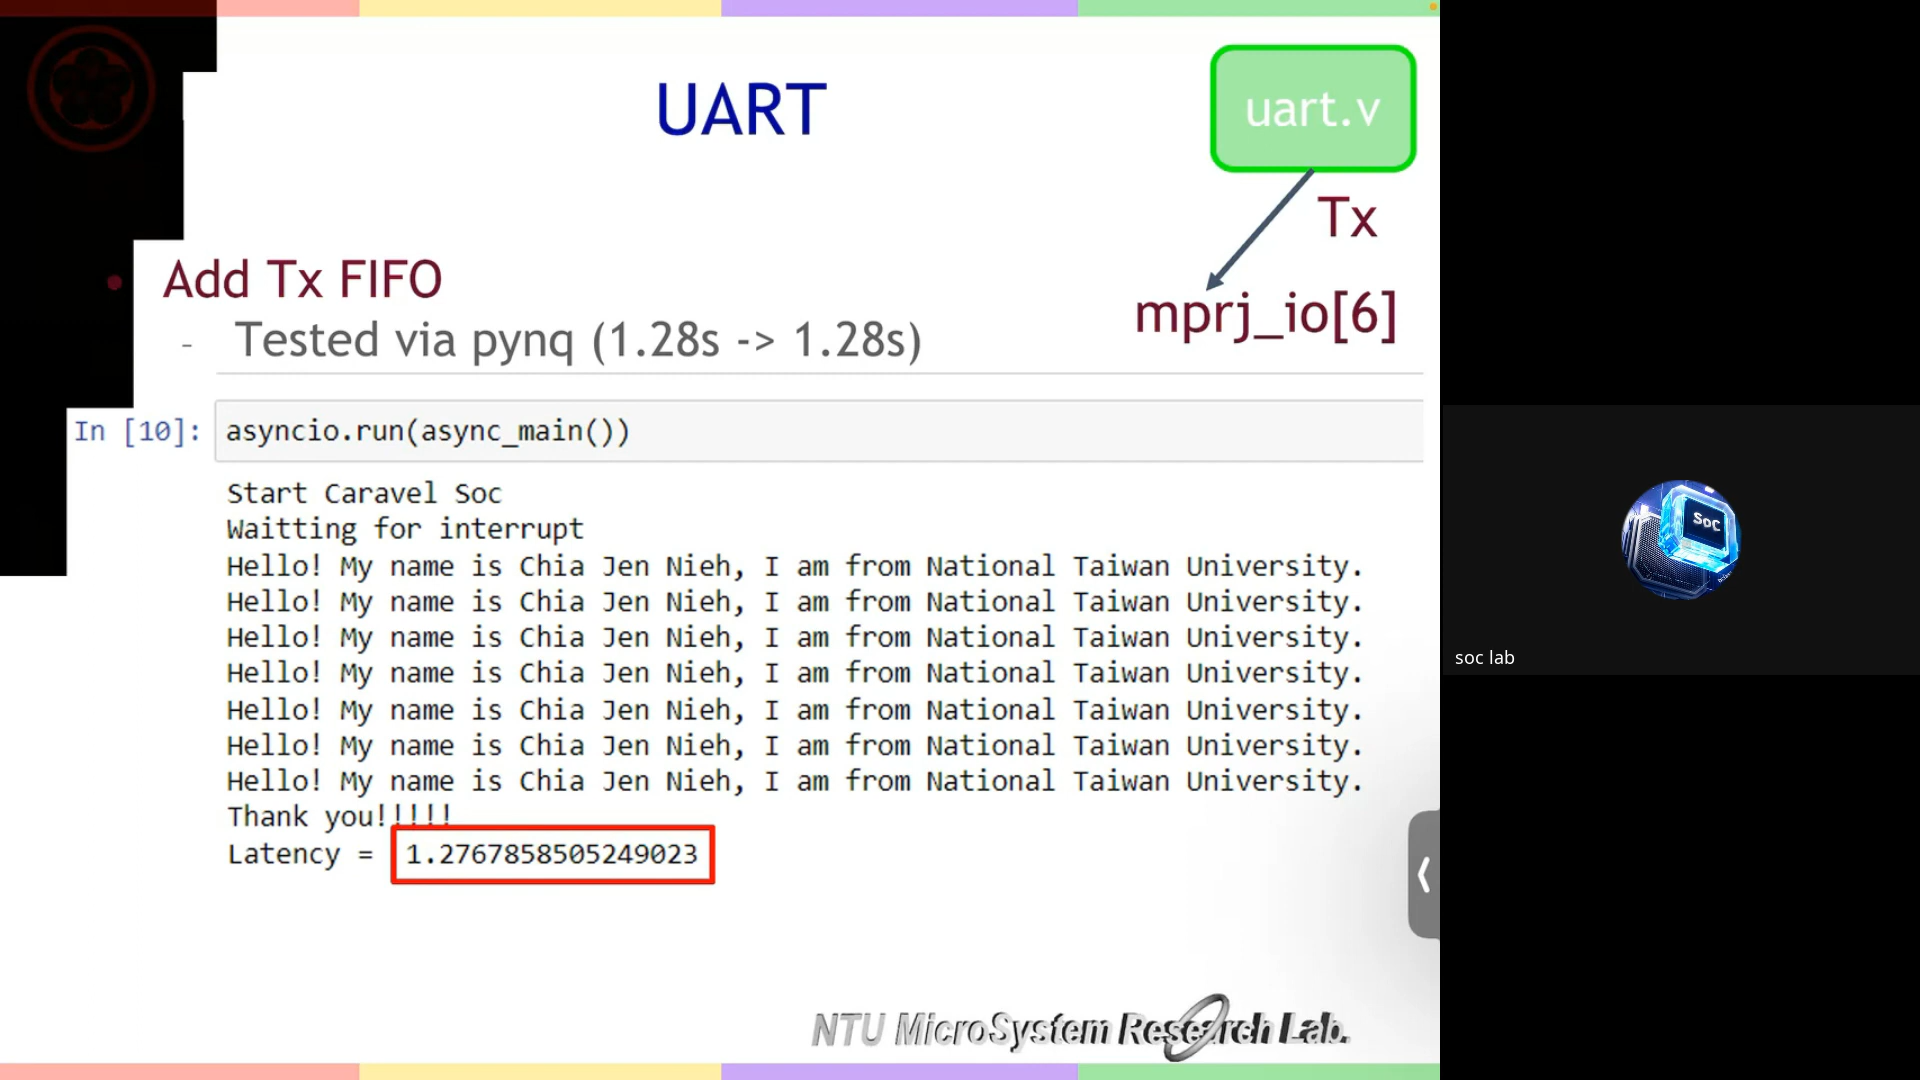 UART
uart.v
Tx
mprj_io[6]
• Add Tx FIFO
- Tested via pynq (1.28s -> 1.28s)
In [10]: asyncio.run(async_main())
Start Caravel Soc
Waitting for interrupt
Hello! My name is Chia Jen Nieh, I am from National Taiwan University.
Hello! My name is Chia Jen Nieh, I am from National Taiwan University.
Hello! My name is Chia Jen Nieh, I am from National Taiwan University.
Hello! My name is Chia Jen Nieh, I am from National Taiwan University.
Hello! My name is Chia Jen Nieh, I am from National Taiwan University.
Hello! My name is Chia Jen Nieh, I am from National Taiwan University.
Hello! My name is Chia Jen Nieh, I am from National Taiwan University.
Thank you!!!!!
Latency = 1.2767858505249023
NTU MicroSystem Research Lab.
SoC
soc lab